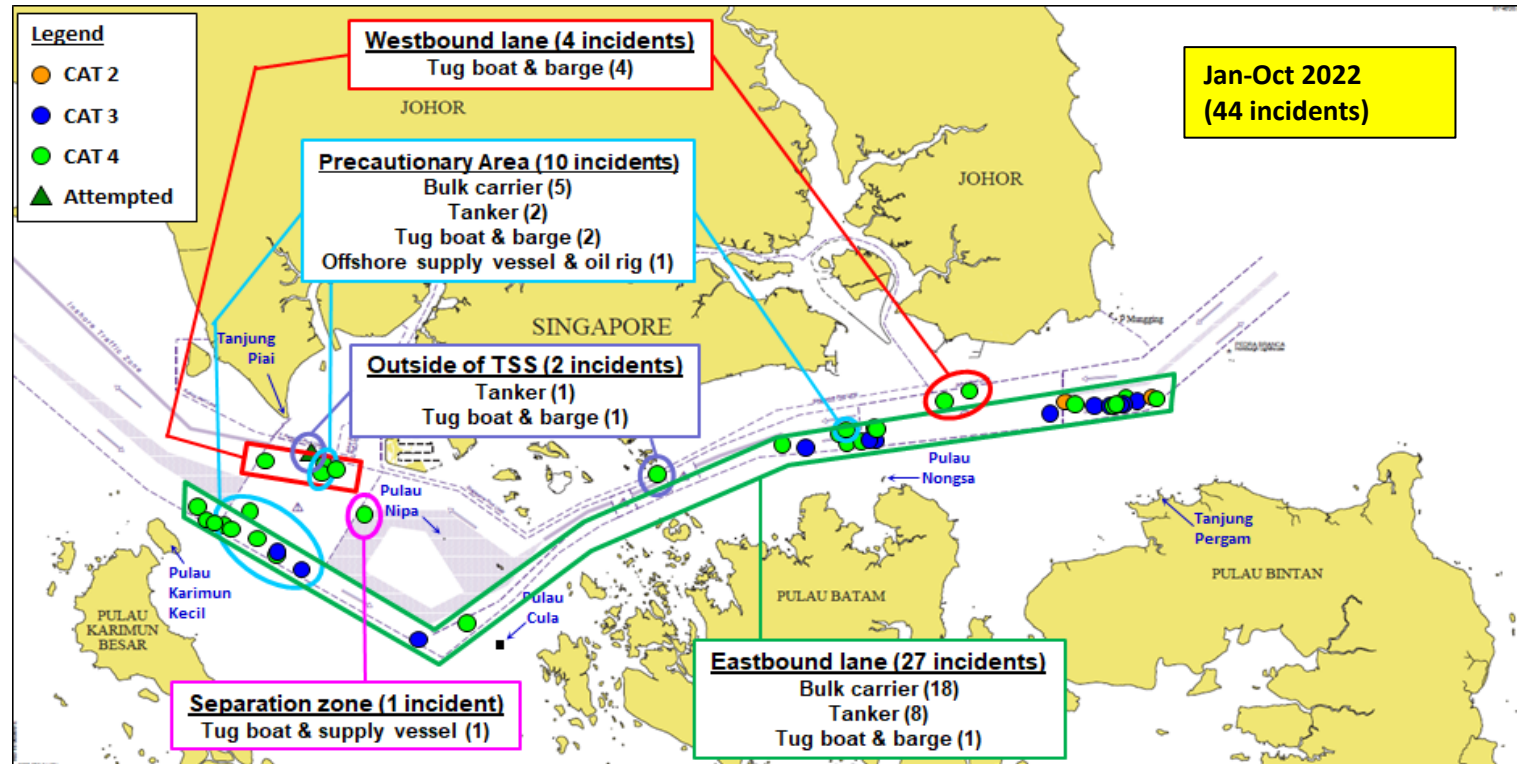 Legend
CAT 2
CAT 3
CAT 4
Attempted
Westbound lane (4 incidents)
Tug boat & barge (4)
Jan-Oct 2022
(44 incidents)
JOHOR
Precautionary Area (10 incidents)
Bulk carrier (5)
Tanker (2)
Tug boat & barge (2)
Offshore supply vessel & oil rig (1)
JOHOR
SINGAPORE
Inshore Traffic Zone
Tanjung
Piai
Outside of TSS (2 incidents)
Tanker (1)
Tug boat & barge (1)
PEDRA BRANCA
Pulau
Nongsa
Pulau
Nipa
Tanjung
Pergam
Pulau
Karimun
Kecil
PULAU BINTAN
PULAU
KARIMUN
BESAR
Pulau
Cula
PULAU BATAM
Separation zone (1 incident)
Tug boat & supply vessel (1)
Eastbound lane (27 incidents)
Bulk carrier (18)
Tanker (8)
Tug boat & barge (1)